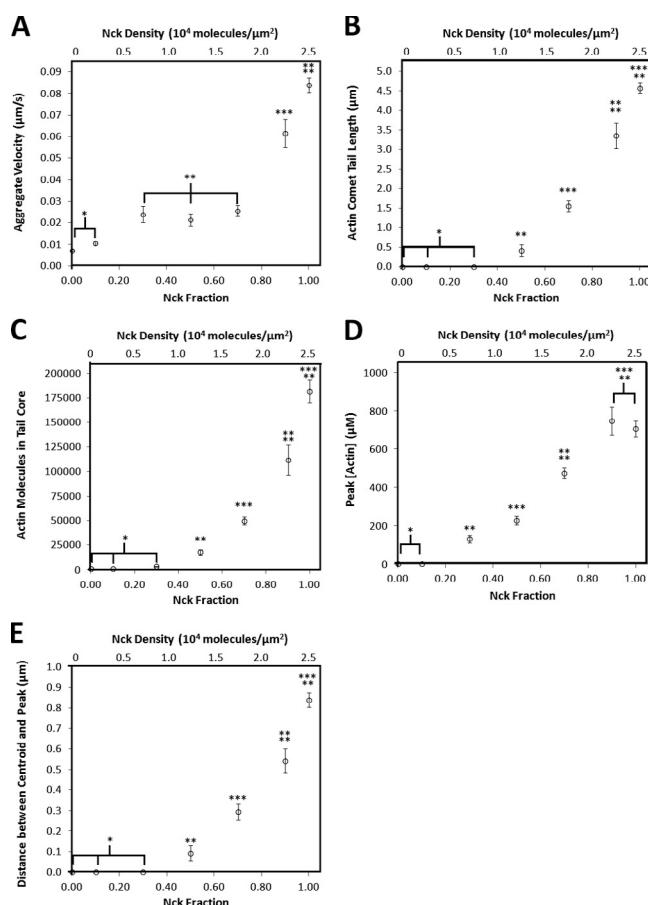 A
Nck Density (10⁴ molecules/µm²)
0 0.5 1.0 1.5 2.0 2.5
Aggregate Velocity (µm/s)
0.09
0.08
0.07
0.06
0.05
0.04
0.03
0.02
0.01
0
*
**
***
**
**
0.00 0.20 0.40 0.60 0.80 1.00
Nck Fraction
B
Nck Density (10⁴ molecules/µm²)
0 0.5 1.0 1.5 2.0 2.5
Actin Comet Tail Length (µm)
5.0
4.5
4.0
3.5
3.0
2.5
2.0
1.5
1.0
0.5
0
*
**
***
**
**
***
**
0.00 0.20 0.40 0.60 0.80 1.00
Nck Fraction
C
Nck Density (10⁴ molecules/µm²)
0 0.5 1.0 1.5 2.0 2.5
Actin Molecules in Tail Core
200000
175000
150000
125000
100000
75000
50000
25000
0
*
**
***
**
**
***
**
0.00 0.20 0.40 0.60 0.80 1.00
Nck Fraction
D
Nck Density (10⁴ molecules/µm²)
0 0.5 1.0 1.5 2.0 2.5
Peak [Actin] (µM)
1000
800
600
400
200
0
*
**
***
**
**
***
**
0.00 0.20 0.40 0.60 0.80 1.00
Nck Fraction
E
Nck Density (10⁴ molecules/µm²)
0 0.5 1.0 1.5 2.0 2.5
Distance between Centroid and Peak (µm)
1.0
0.9
0.8
0.7
0.6
0.5
0.4
0.3
0.2
0.1
0
*
**
***
**
**
***
**
0.00 0.20 0.40 0.60 0.80 1.00
Nck Fraction